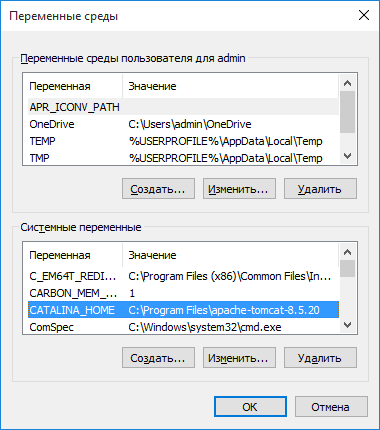 Переменные среды
Переменные среды пользователя для admin
Переменная Значение
APR_ICONV_PATH
OneDrive C:\Users\admin\OneDrive
TEMP %USERPROFILE%\AppData\Local\Temp
TMP %USERPROFILE%\AppData\Local\Temp
Создать... Изменить... Удалить
Системные переменные
Переменная Значение
C_EM64T_REDI... C:\Program Files (x86)\Common Files\In...
CARBON_MEM_... 1
CATALINA_HOME C:\Program Files\apache-tomcat-8.5.20
ComSpec C:\Windows\system32\cmd.exe
Создать... Изменить... Удалить
OK Отмена